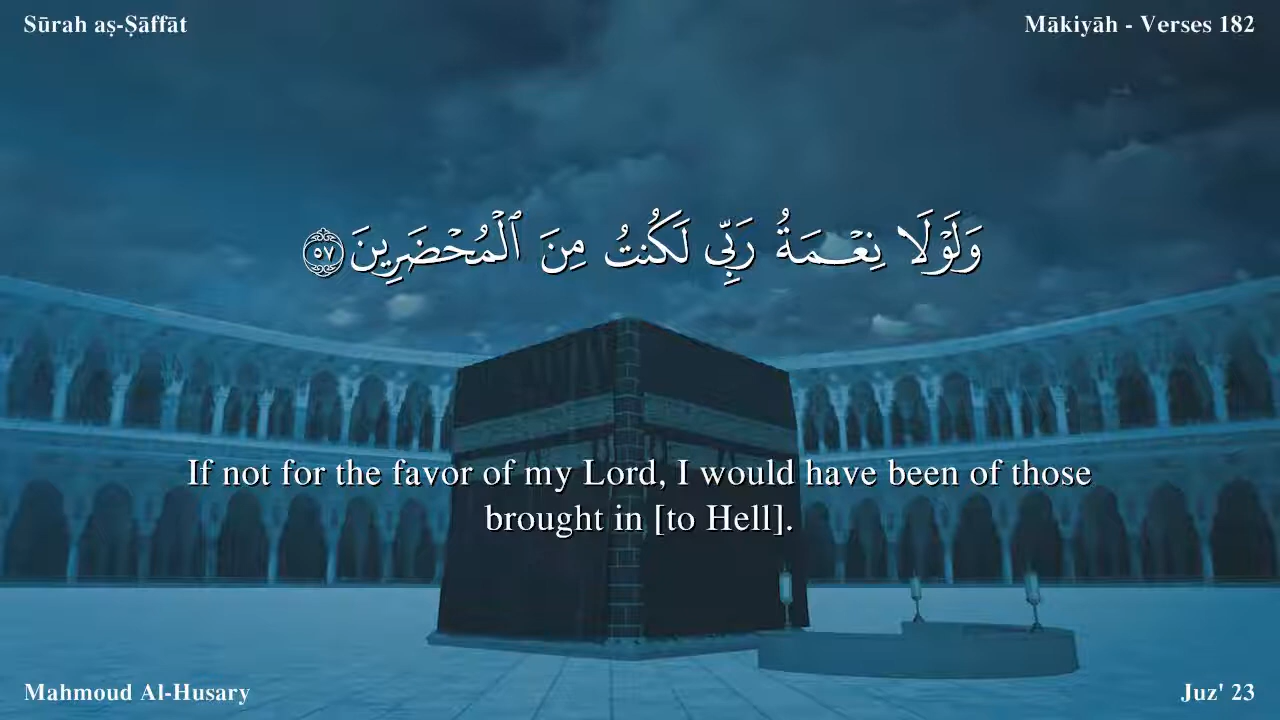 Sūrah aṣ-Ṣāffāt
Mākiyāh - Verses 182
وَلَوْلَا نِعْمَةُ رَبِّى لَكُنتُ مِنَ ٱلْمُحْضَرِينَ ٥٧
If not for the favor of my Lord, I would have been of those
brought in [to Hell].
Mahmoud Al-Husary
Juz' 23